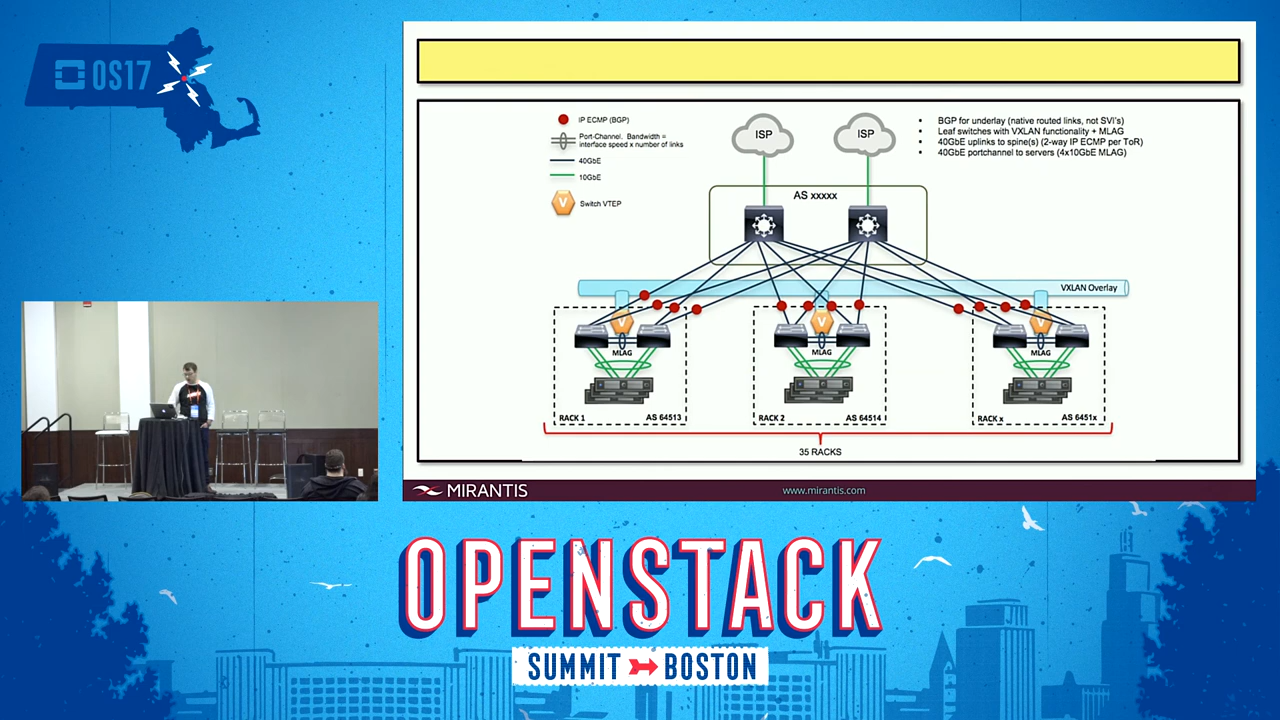 OS17
IP ECMP (BGP)
Port-Channel. Bandwidth =
interface speed x number of links
40GbE
10GbE
V
Switch VTEP
ISP
ISP
• BGP for underlay (native routed links, not SVI's)
• Leaf switches with VXLAN functionality + MLAG
• 40GbE uplinks to spine(s) (2-way IP ECMP per ToR)
• 40GbE portchannel to servers (4x10GbE MLAG)
AS xxxxx
VXLAN Overlay
V
V
V
MLAG
MLAG
MLAG
RACK 1
AS 64513
RACK 2
AS 64514
RACK x
AS 6451x
35 RACKS
MIRANTIS
www.mirantis.com
OPENSTACK
SUMMIT BOSTON